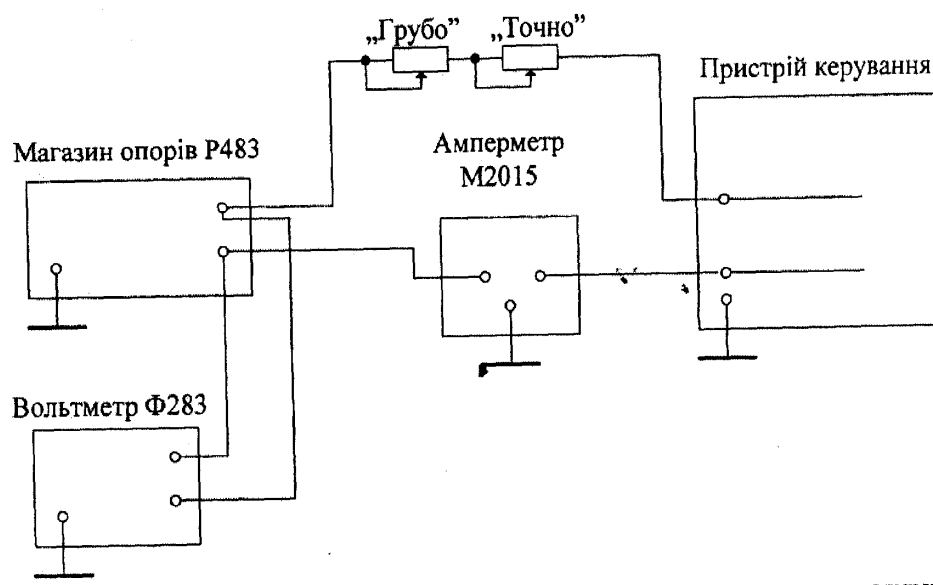 „Грубо”
„Точно”
Пристрій керування
Магазин опорів Р483
Амперметр
М2015
Вольтметр Ф283